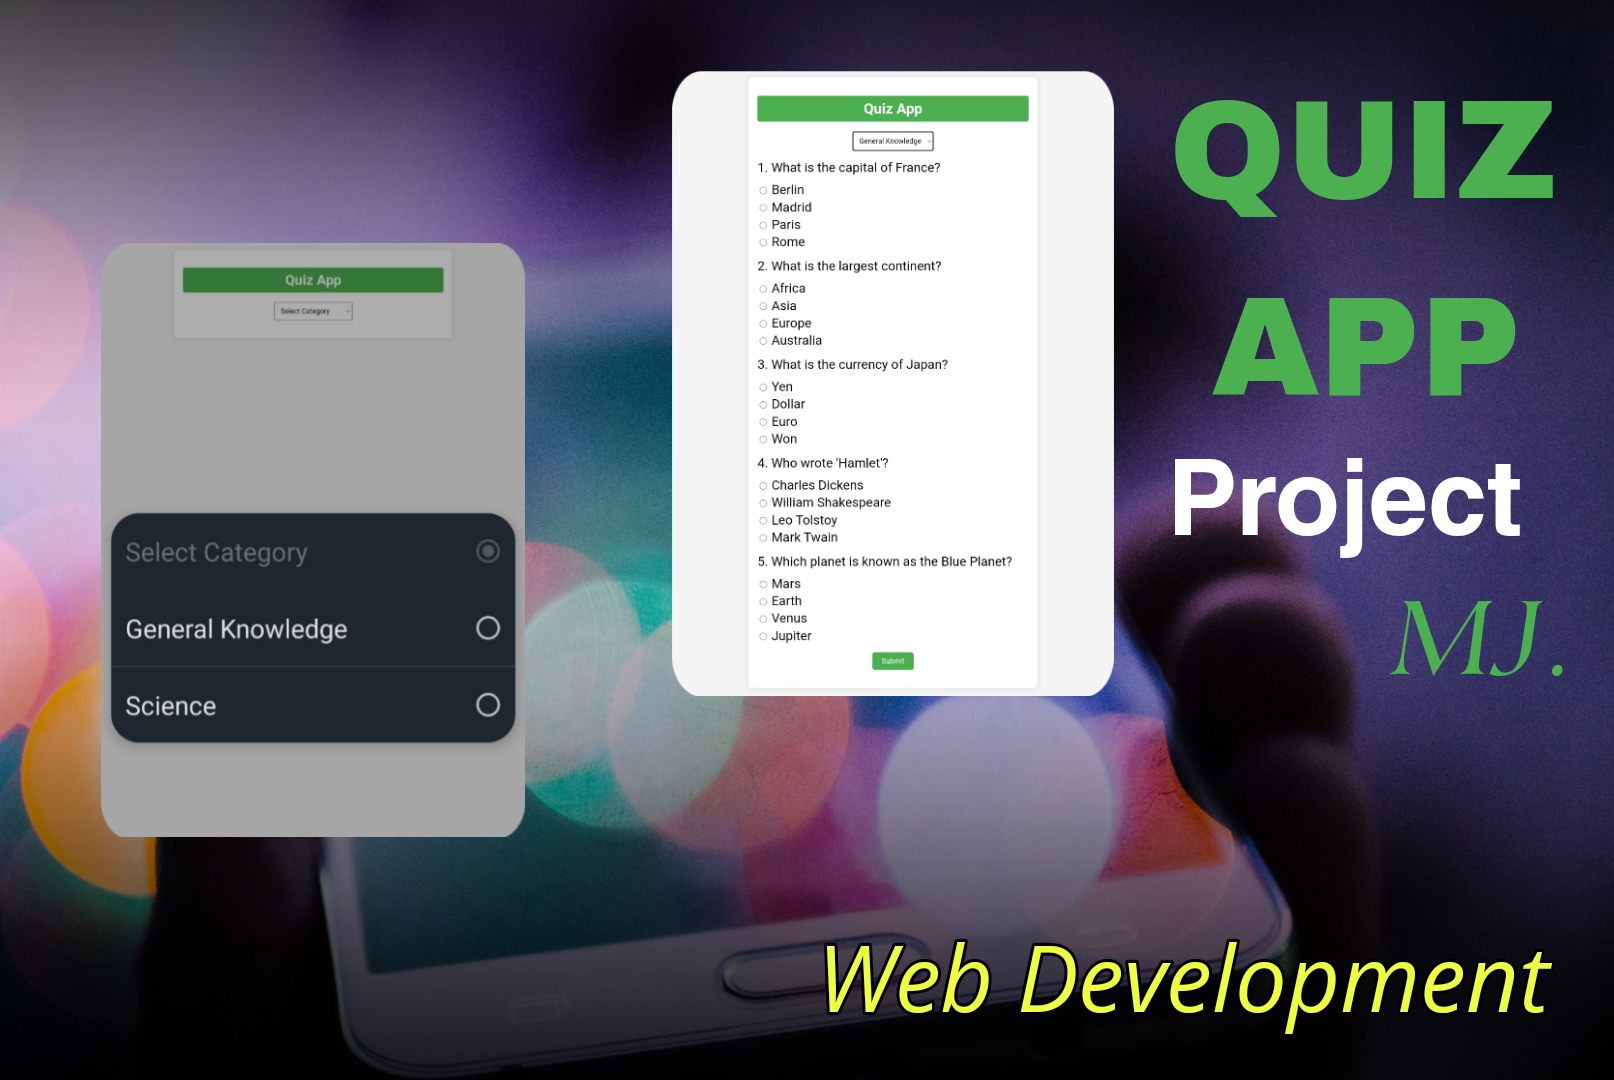 Quiz App
Select Category
Select Category
General Knowledge
Science
Quiz App
General Knowledge
1. What is the capital of France?
Berlin
Madrid
Paris
Rome
2. What is the largest continent?
Africa
Asia
Europe
Australia
3. What is the currency of Japan?
Yen
Dollar
Euro
Won
4. Who wrote 'Hamlet'?
Charles Dickens
William Shakespeare
Leo Tolstoy
Mark Twain
5. Which planet is known as the Blue Planet?
Mars
Earth
Venus
Jupiter
Submit
QUIZ
APP
Project
MJ.
Web Development